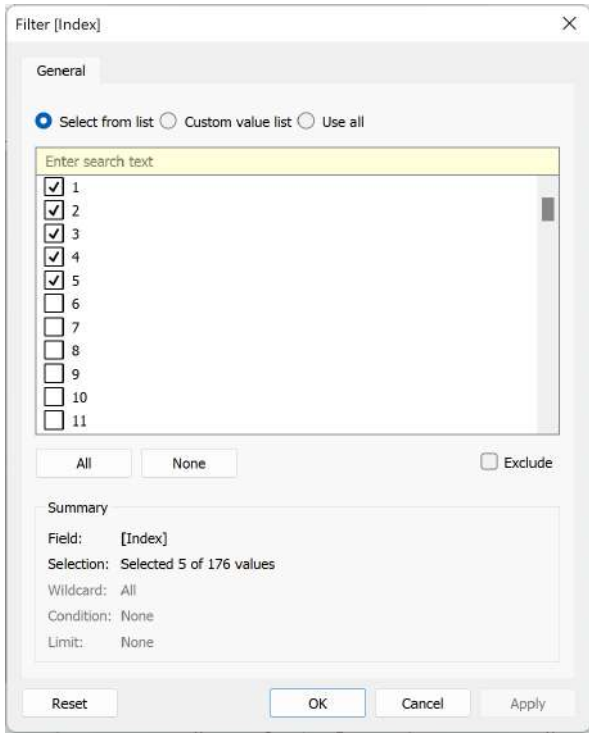 Filter [Index]
General
Select from list Custom value list Use all
Enter search text
1
2
3
4
5
6
7
8
9
10
11
All None Exclude
Summary
Field: [Index]
Selection: Selected 5 of 176 values
Wildcard: All
Condition: None
Limit: None
Reset OK Cancel Apply